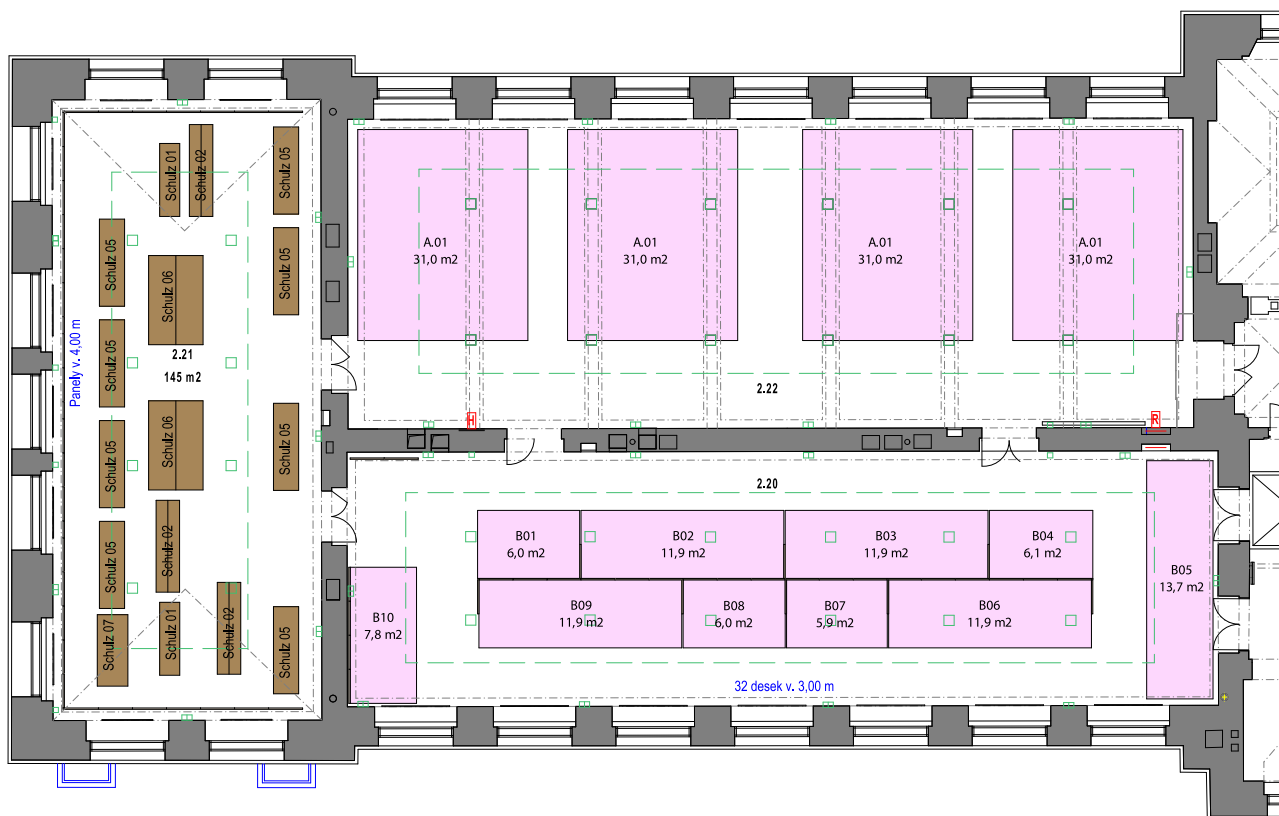 Schulz 01
Schulz 02
Schulz 05
Schulz 05
Schulz 05
Schulz 06
Panely v. 4,00 m
2.21
145 m2
Schulz 05
Schulz 06
Schulz 05
Schulz 05
Schulz 02
Schulz 05
Schulz 07
Schulz 01
Schulz 02
Schulz 05
A.01
31,0 m2
A.01
31,0 m2
A.01
31,0 m2
A.01
31,0 m2
2.22
H
R
2.20
B01
6,0 m2
B02
11,9 m2
B03
11,9 m2
B04
6,1 m2
B05
13,7 m2
B10
7,8 m2
B09
11,9 m2
B08
6,0 m2
B07
5,9 m2
B06
11,9 m2
32 desek v. 3,00 m